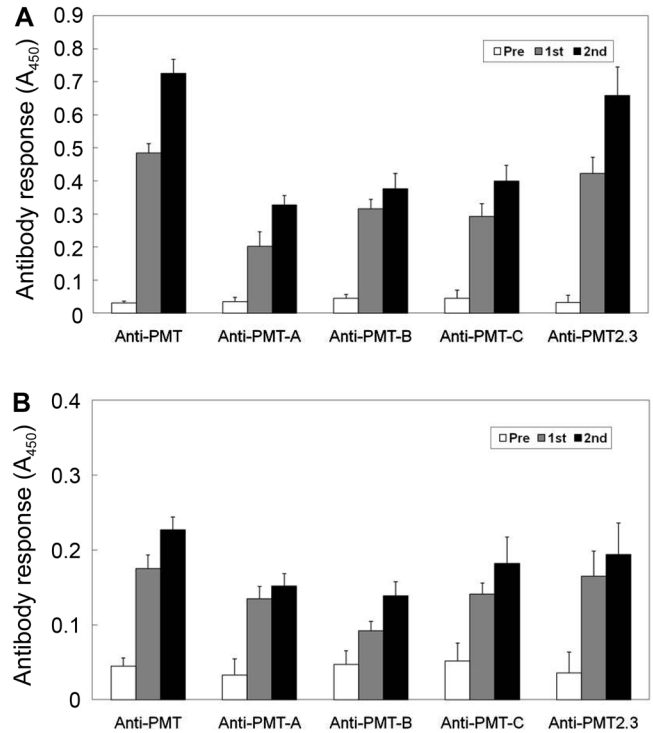 A
Antibody response (A450)
0.9
0.8
0.7
0.6
0.5
0.4
0.3
0.2
0.1
0
Pre 1st 2nd
Anti-PMT Anti-PMT-A Anti-PMT-B Anti-PMT-C Anti-PMT2.3
B
Antibody response (A450)
0.4
0.3
0.2
0.1
0
Pre 1st 2nd
Anti-PMT Anti-PMT-A Anti-PMT-B Anti-PMT-C Anti-PMT2.3